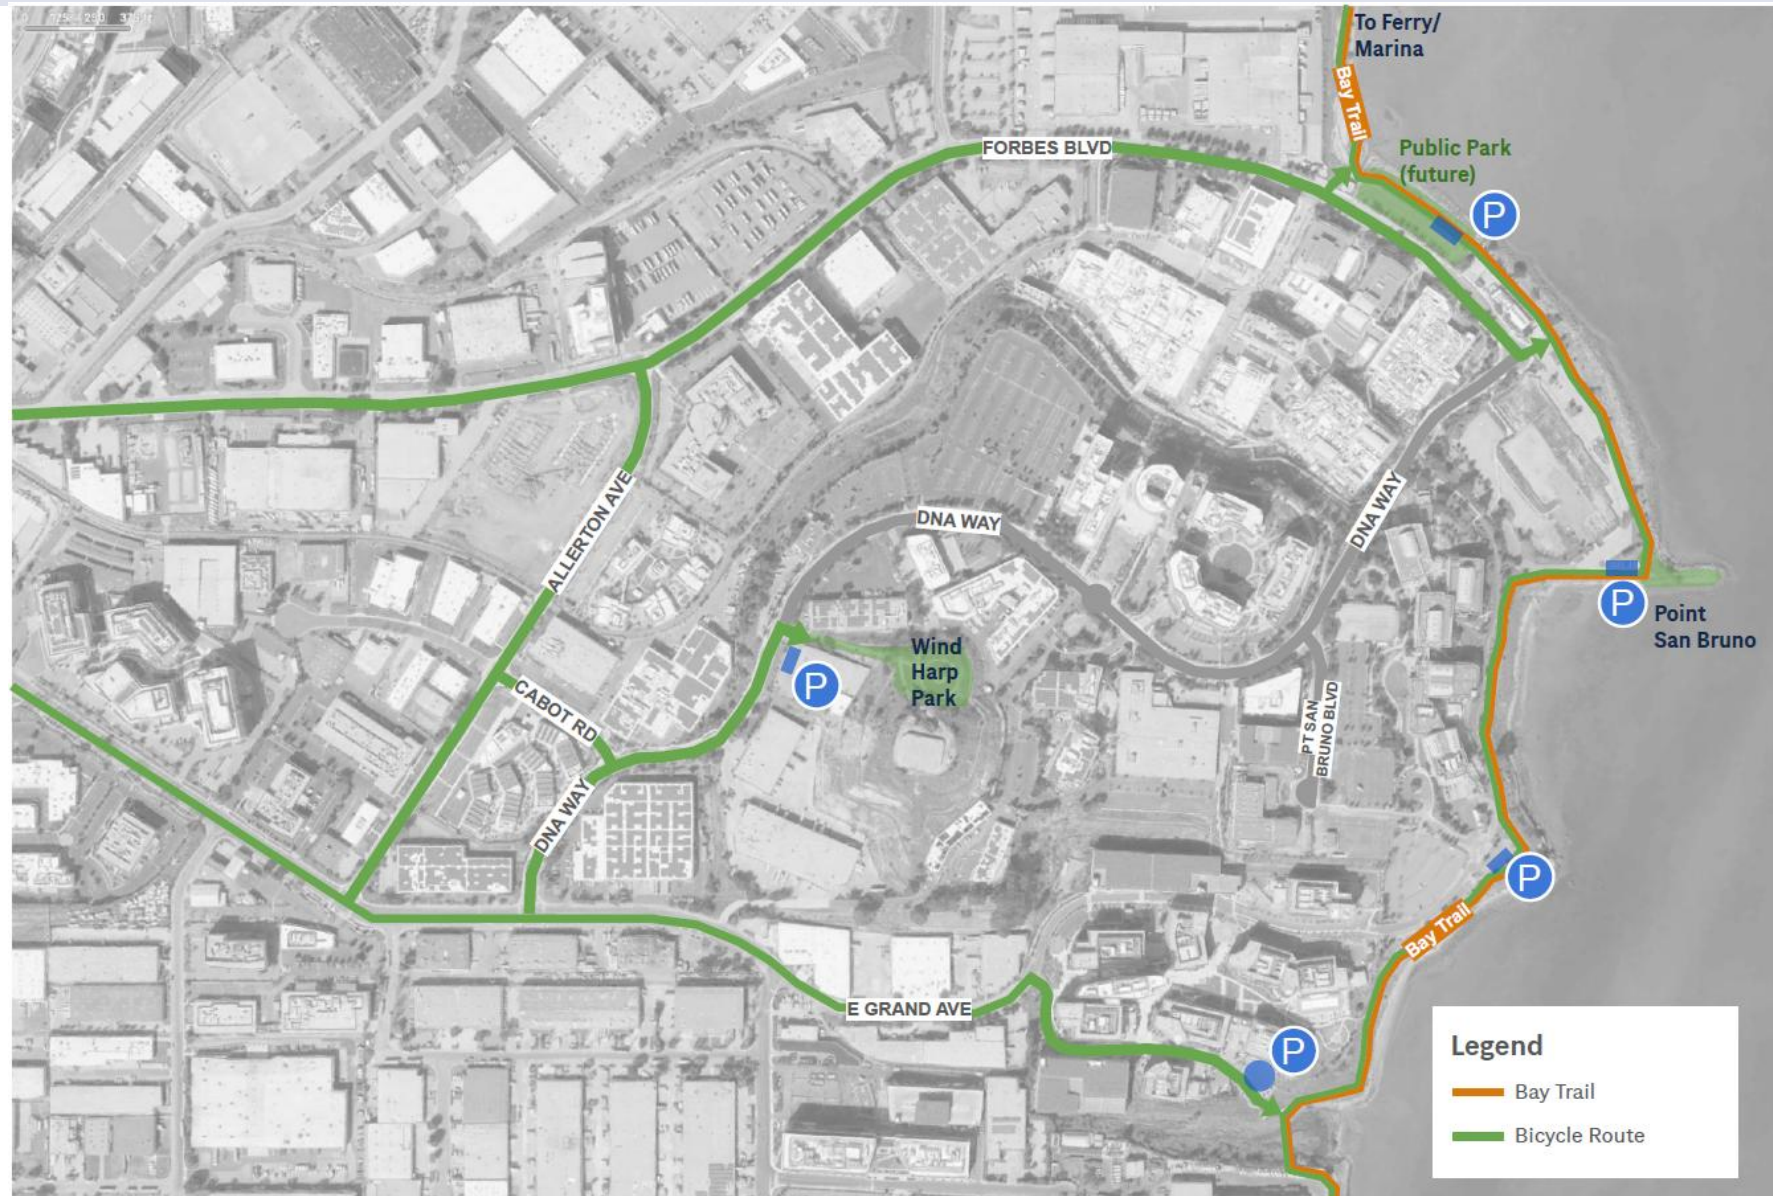 To Ferry/
Marina
Bay Trail
FORBES BLVD
Public Park
(future)
P
ALLERTON AVE
DNA WAY
DNA WAY
P
Point
San Bruno
Wind
Harp
Park
P
CABOT RD
PT SAN
BRUNO BLVD
DNA WAY
P
Bay Trail
E GRAND AVE
P
Legend
Bay Trail
Bicycle Route